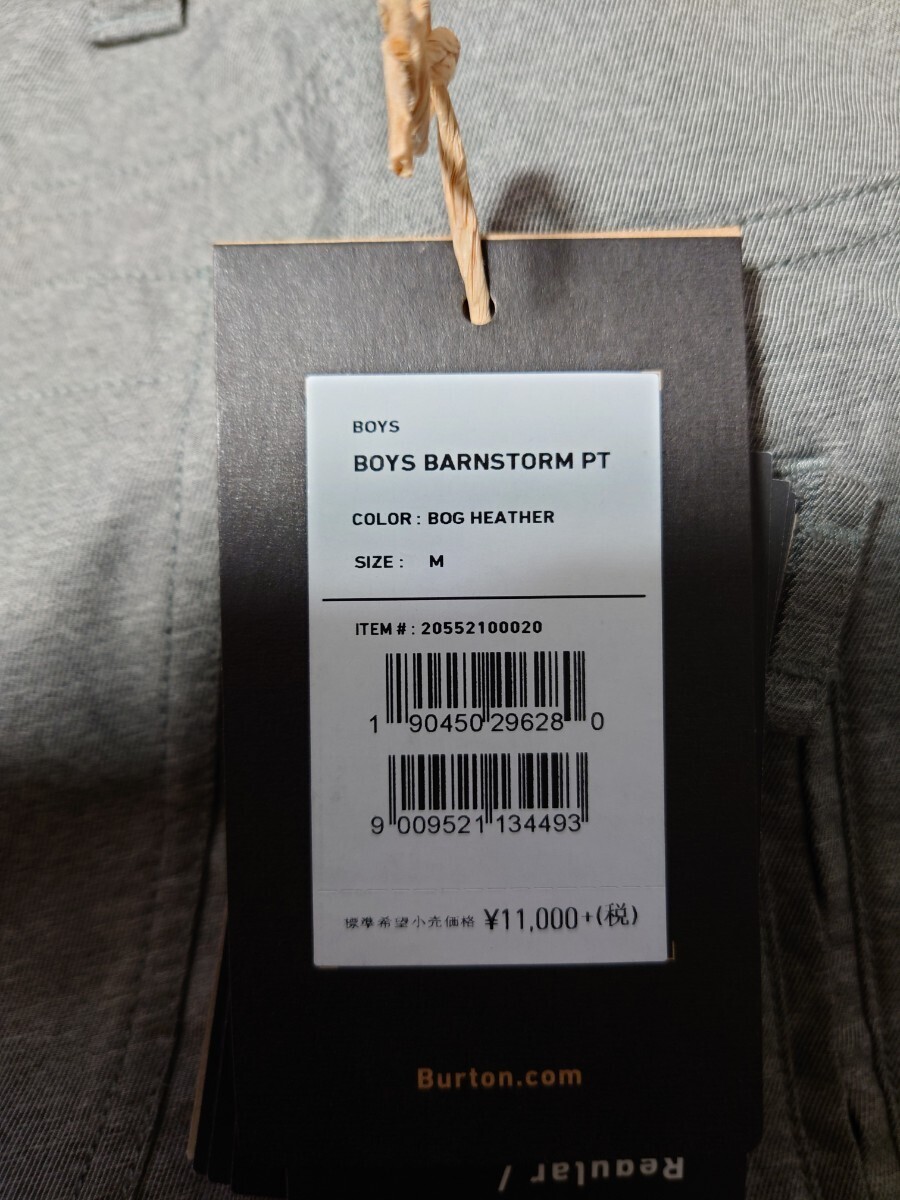 BOYS
BOYS BARNSTORM PT
COLOR : BOG HEATHER
SIZE : M
ITEM # : 20552100020
1 90450 29628 0
9 009521 134493
標準希望小売価格 ¥11,000+(税)
Burton.com
Regular /